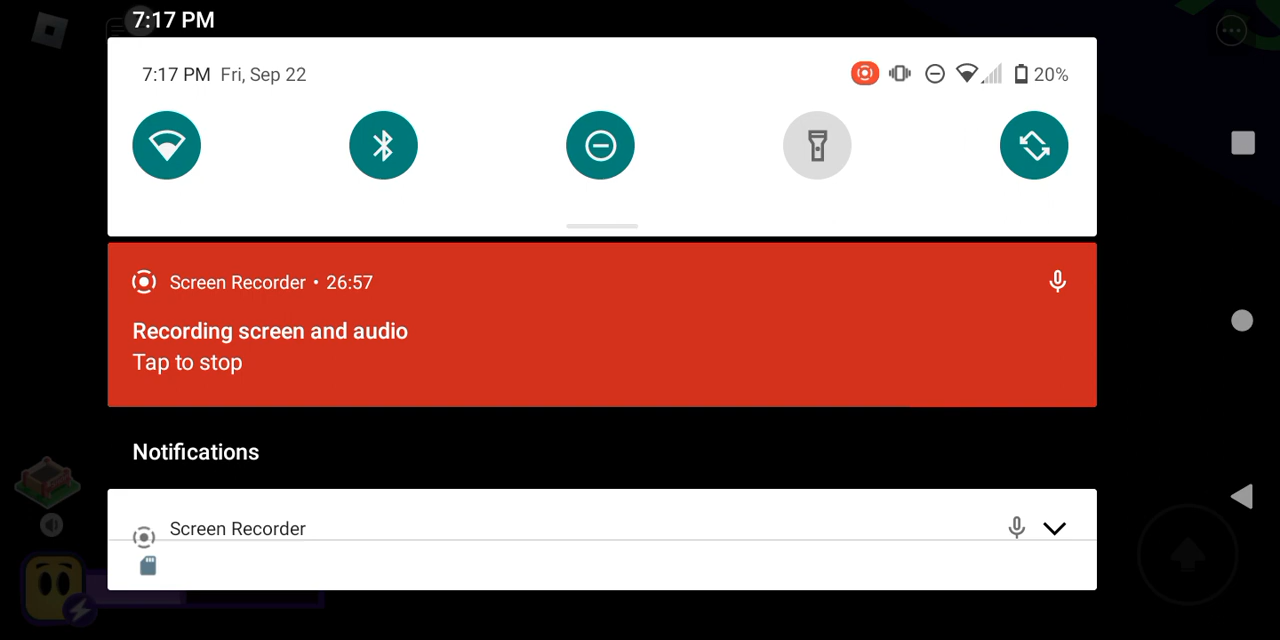 7:17 PM
7:17 PM Fri, Sep 22
20%
Screen Recorder • 26:57
Recording screen and audio
Tap to stop
Notifications
Screen Recorder